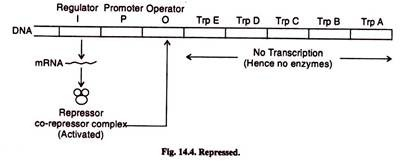 Regulator Promoter Operator
I P O Trp E Trp D Trp C Trp B Trp A
DNA
No Transcription
(Hence no enzymes)
mRNA
Repressor
co-repressor complex
(Activated)
Fig. 14.4. Repressed.